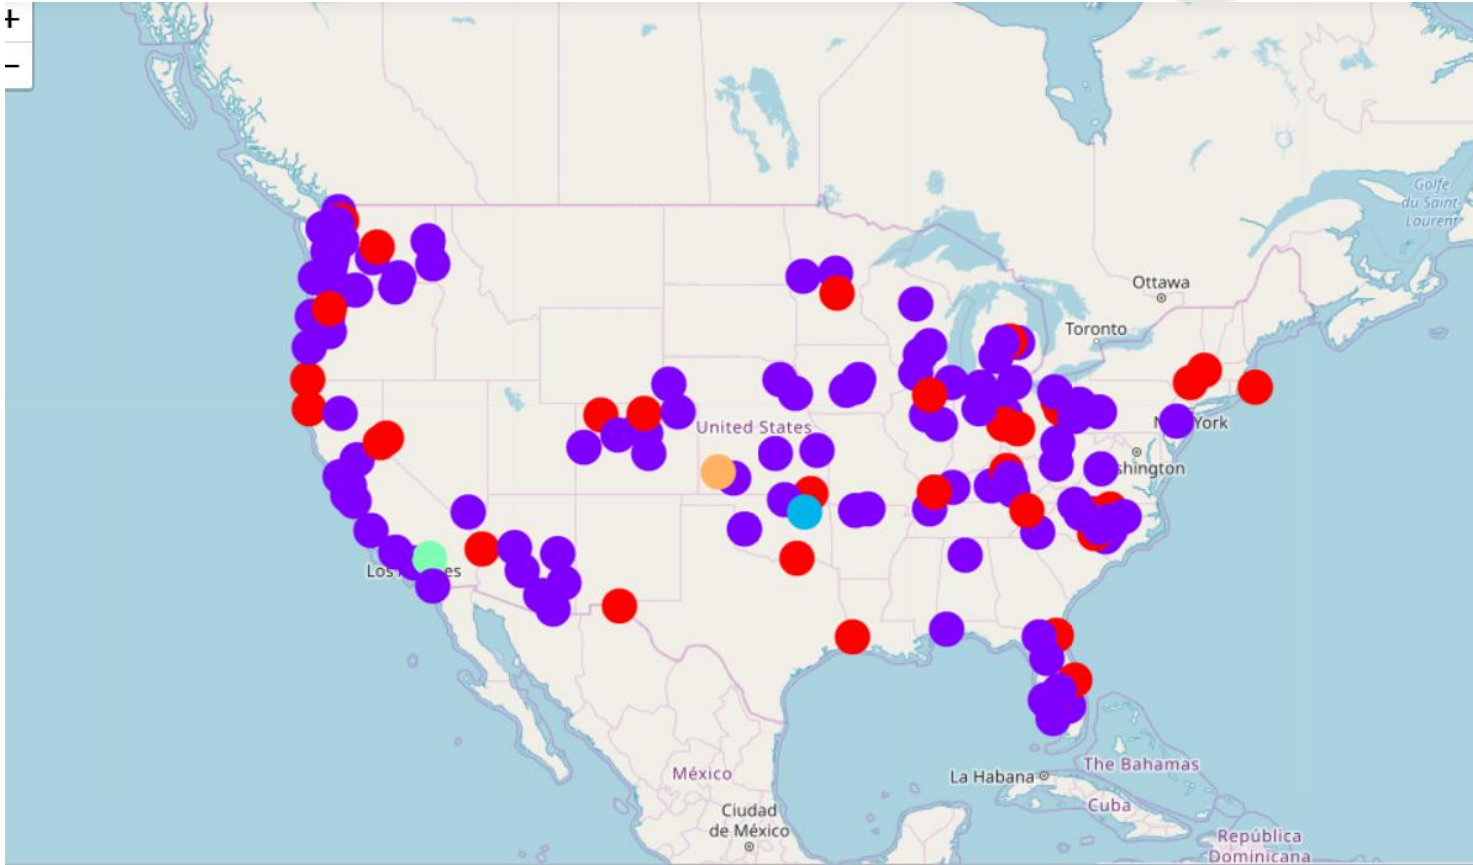 +
−
Golfe
du Saint-
Laurent
Ottawa
Toronto
United States
York
shington
Los
es
La Habana
The Bahamas
México
Cuba
Ciudad
de México
República
Dominicana